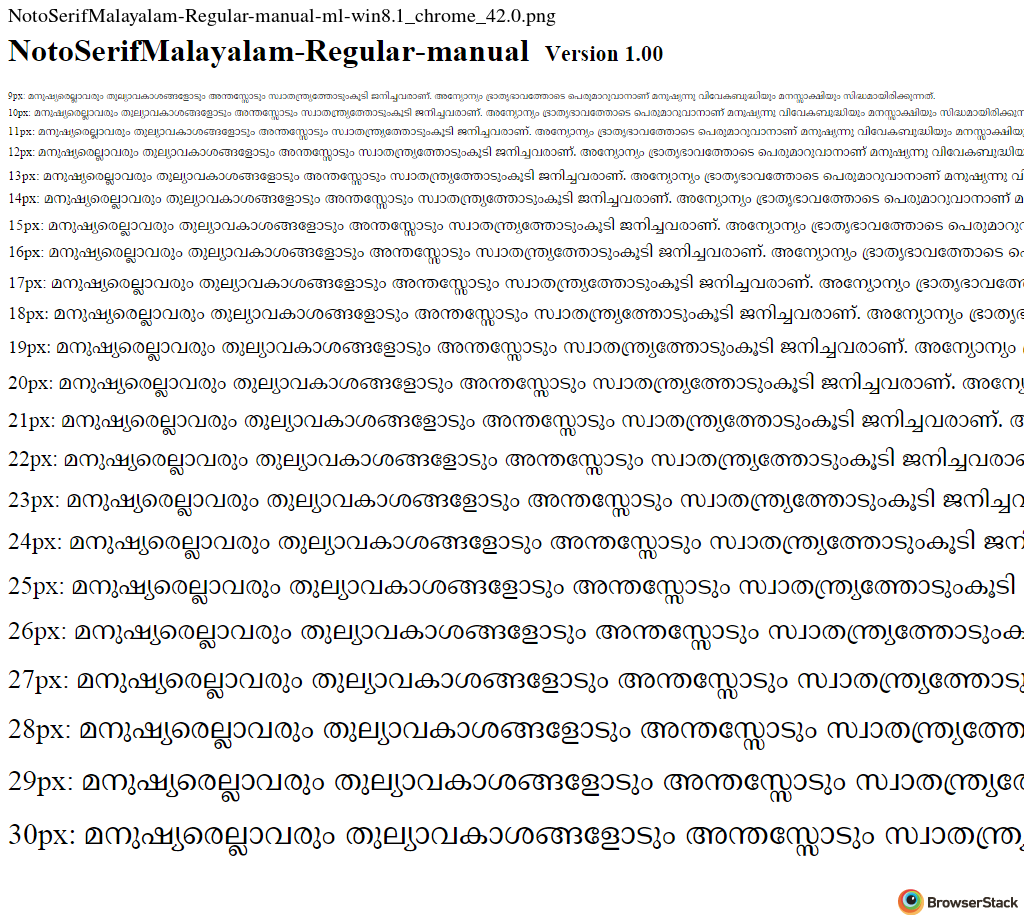 NotoSerifMalayalam-Regular-manual-ml-win8.1_chrome_42.0.png
NotoSerifMalayalam-Regular-manual Version 1.00
9px: മനുഷ്യരെല്ലാവരും തുല്യാവകാശങ്ങളോടും അന്തസ്സോടും സ്വാതന്ത്ര്യത്തോടുംകൂടി ജനിച്ചവരാണ്. അന്യോന്യം ഭ്രാതൃഭാവത്തോടെ പെരുമാറുവാനാണ് മനുഷ്യന്നു വിവേകബുദ്ധിയും മനസ്സാക്ഷിയും സിദ്ധമായിരിക്കുന്നത്.
10px: മനുഷ്യരെല്ലാവരും തുല്യാവകാശങ്ങളോടും അന്തസ്സോടും സ്വാതന്ത്ര്യത്തോടുംകൂടി ജനിച്ചവരാണ്. അന്യോന്യം ഭ്രാതൃഭാവത്തോടെ പെരുമാറുവാനാണ് മനുഷ്യന്നു വിവേകബുദ്ധിയും മനസ്സാക്ഷിയും സിദ്ധമായിരിക്കുന്ന
11px: മനുഷ്യരെല്ലാവരും തുല്യാവകാശങ്ങളോടും അന്തസ്സോടും സ്വാതന്ത്ര്യത്തോടുംകൂടി ജനിച്ചവരാണ്. അന്യോന്യം ഭ്രാതൃഭാവത്തോടെ പെരുമാറുവാനാണ് മനുഷ്യന്നു വിവേകബുദ്ധിയും മനസ്സാക്ഷിയു
12px: മനുഷ്യരെല്ലാവരും തുല്യാവകാശങ്ങളോടും അന്തസ്സോടും സ്വാതന്ത്ര്യത്തോടുംകൂടി ജനിച്ചവരാണ്. അന്യോന്യം ഭ്രാതൃഭാവത്തോടെ പെരുമാറുവാനാണ് മനുഷ്യന്നു വിവേകബുദ്ധിയു
13px: മനുഷ്യരെല്ലാവരും തുല്യാവകാശങ്ങളോടും അന്തസ്സോടും സ്വാതന്ത്ര്യത്തോടുംകൂടി ജനിച്ചവരാണ്. അന്യോന്യം ഭ്രാതൃഭാവത്തോടെ പെരുമാറുവാനാണ് മനുഷ്യന്നു വി
14px: മനുഷ്യരെല്ലാവരും തുല്യാവകാശങ്ങളോടും അന്തസ്സോടും സ്വാതന്ത്ര്യത്തോടുംകൂടി ജനിച്ചവരാണ്. അന്യോന്യം ഭ്രാതൃഭാവത്തോടെ പെരുമാറുവാനാണ് മ
15px: മനുഷ്യരെല്ലാവരും തുല്യാവകാശങ്ങളോടും അന്തസ്സോടും സ്വാതന്ത്ര്യത്തോടുംകൂടി ജനിച്ചവരാണ്. അന്യോന്യം ഭ്രാതൃഭാവത്തോടെ പെരുമാറു
16px: മനുഷ്യരെല്ലാവരും തുല്യാവകാശങ്ങളോടും അന്തസ്സോടും സ്വാതന്ത്ര്യത്തോടുംകൂടി ജനിച്ചവരാണ്. അന്യോന്യം ഭ്രാതൃഭാവത്തോടെ
17px: മനുഷ്യരെല്ലാവരും തുല്യാവകാശങ്ങളോടും അന്തസ്സോടും സ്വാതന്ത്ര്യത്തോടുംകൂടി ജനിച്ചവരാണ്. അന്യോന്യം ഭ്രാതൃഭാവത്തേ
18px: മനുഷ്യരെല്ലാവരും തുല്യാവകാശങ്ങളോടും അന്തസ്സോടും സ്വാതന്ത്ര്യത്തോടുംകൂടി ജനിച്ചവരാണ്. അന്യോന്യം ഭ്രാതൃഭ
19px: മനുഷ്യരെല്ലാവരും തുല്യാവകാശങ്ങളോടും അന്തസ്സോടും സ്വാതന്ത്ര്യത്തോടുംകൂടി ജനിച്ചവരാണ്. അന്യോന്യം
20px: മനുഷ്യരെല്ലാവരും തുല്യാവകാശങ്ങളോടും അന്തസ്സോടും സ്വാതന്ത്ര്യത്തോടുംകൂടി ജനിച്ചവരാണ്. അന്യേ
21px: മനുഷ്യരെല്ലാവരും തുല്യാവകാശങ്ങളോടും അന്തസ്സോടും സ്വാതന്ത്ര്യത്തോടുംകൂടി ജനിച്ചവരാണ്.
22px: മനുഷ്യരെല്ലാവരും തുല്യാവകാശങ്ങളോടും അന്തസ്സോടും സ്വാതന്ത്ര്യത്തോടുംകൂടി ജനിച്ചവരാണ
23px: മനുഷ്യരെല്ലാവരും തുല്യാവകാശങ്ങളോടും അന്തസ്സോടും സ്വാതന്ത്ര്യത്തോടുംകൂടി ജനിച്ചവ
24px: മനുഷ്യരെല്ലാവരും തുല്യാവകാശങ്ങളോടും അന്തസ്സോടും സ്വാതന്ത്ര്യത്തോടുംകൂടി ജനി
25px: മനുഷ്യരെല്ലാവരും തുല്യാവകാശങ്ങളോടും അന്തസ്സോടും സ്വാതന്ത്ര്യത്തോടുംകൂടി
26px: മനുഷ്യരെല്ലാവരും തുല്യാവകാശങ്ങളോടും അന്തസ്സോടും സ്വാതന്ത്ര്യത്തോടുംക
27px: മനുഷ്യരെല്ലാവരും തുല്യാവകാശങ്ങളോടും അന്തസ്സോടും സ്വാതന്ത്ര്യത്തോടു
28px: മനുഷ്യരെല്ലാവരും തുല്യാവകാശങ്ങളോടും അന്തസ്സോടും സ്വാതന്ത്ര്യത്തോ
29px: മനുഷ്യരെല്ലാവരും തുല്യാവകാശങ്ങളോടും അന്തസ്സോടും സ്വാതന്ത്ര്യത്തേ
30px: മനുഷ്യരെല്ലാവരും തുല്യാവകാശങ്ങളോടും അന്തസ്സോടും സ്വാതന്ത്ര്യ
BrowserStack